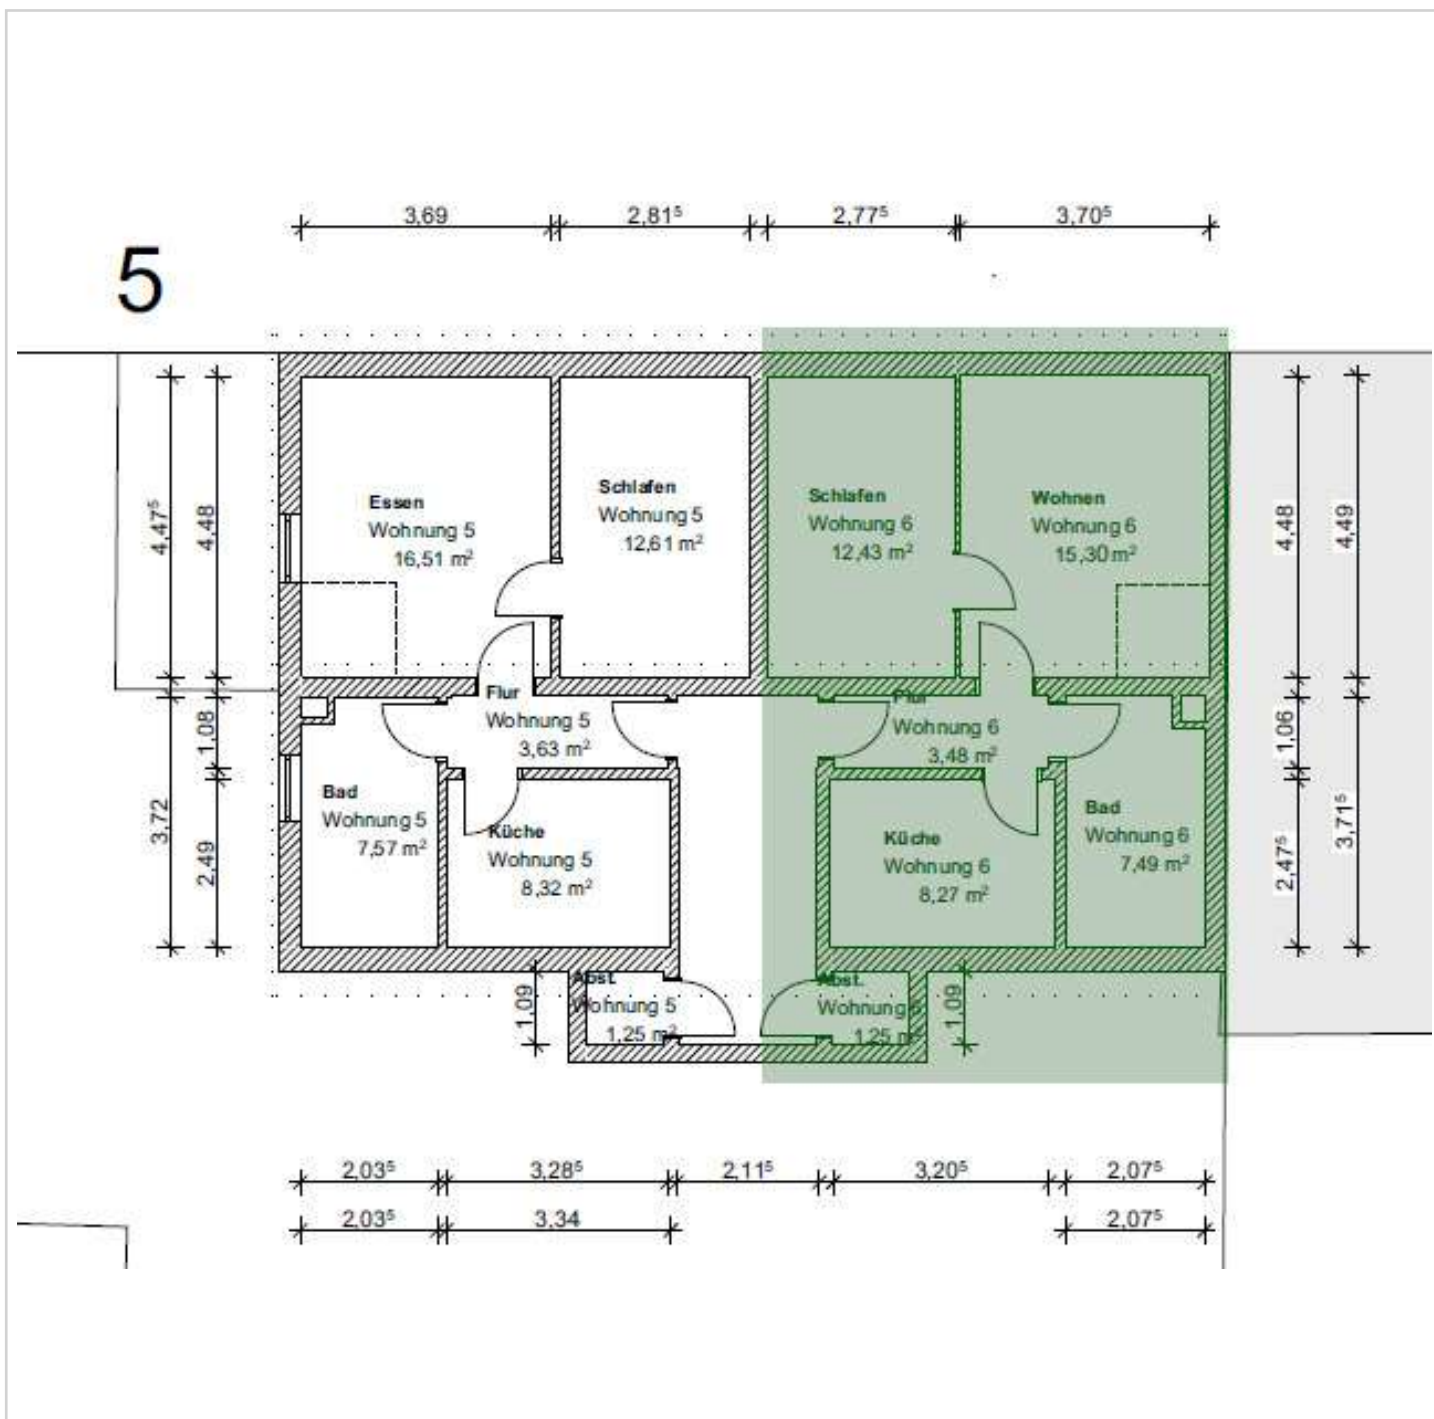 3,69
2,81⁵
2,77⁵
3,70⁵
5
4,47⁵
4,48
4,48
4,49
Essen
Wohnung 5
16,51 m²
Schlafen
Wohnung 5
12,61 m²
Schlafen
Wohnung 6
12,43 m²
Wohnen
Wohnung 6
15,30 m²
Flur
Wohnung 5
3,63 m²
Flur
Wohnung 6
3,48 m²
1,08
1,06
3,72
2,49
2,47⁵
3,71⁵
Bad
Wohnung 5
7,57 m²
Küche
Wohnung 5
8,32 m²
Küche
Wohnung 6
8,27 m²
Bad
Wohnung 6
7,49 m²
Abst.
Wohnung 5
1,25 m²
Abst.
Wohnung 6
1,25 m²
1,09
1,09
2,03⁵
3,28⁵
2,11⁵
3,20⁵
2,07⁵
2,03⁵
3,34
2,07⁵